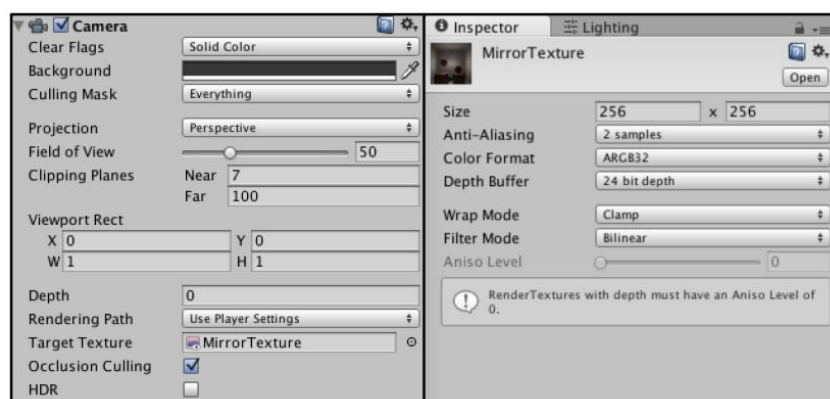 Camera
Clear Flags Solid Color
Background
Culling Mask Everything
Projection Perspective
Field of View 50
Clipping Planes Near 7
Far 100
Viewport Rect
X 0 Y 0
W 1 H 1
Depth 0
Rendering Path Use Player Settings
Target Texture MirrorTexture
Occlusion Culling
HDR
Inspector Lighting
MirrorTexture
Open
Size 256 x 256
Anti-Aliasing 2 samples
Color Format ARGB32
Depth Buffer 24 bit depth
Wrap Mode Clamp
Filter Mode Bilinear
Aniso Level 0
RenderTextures with depth must have an Aniso Level of
0.